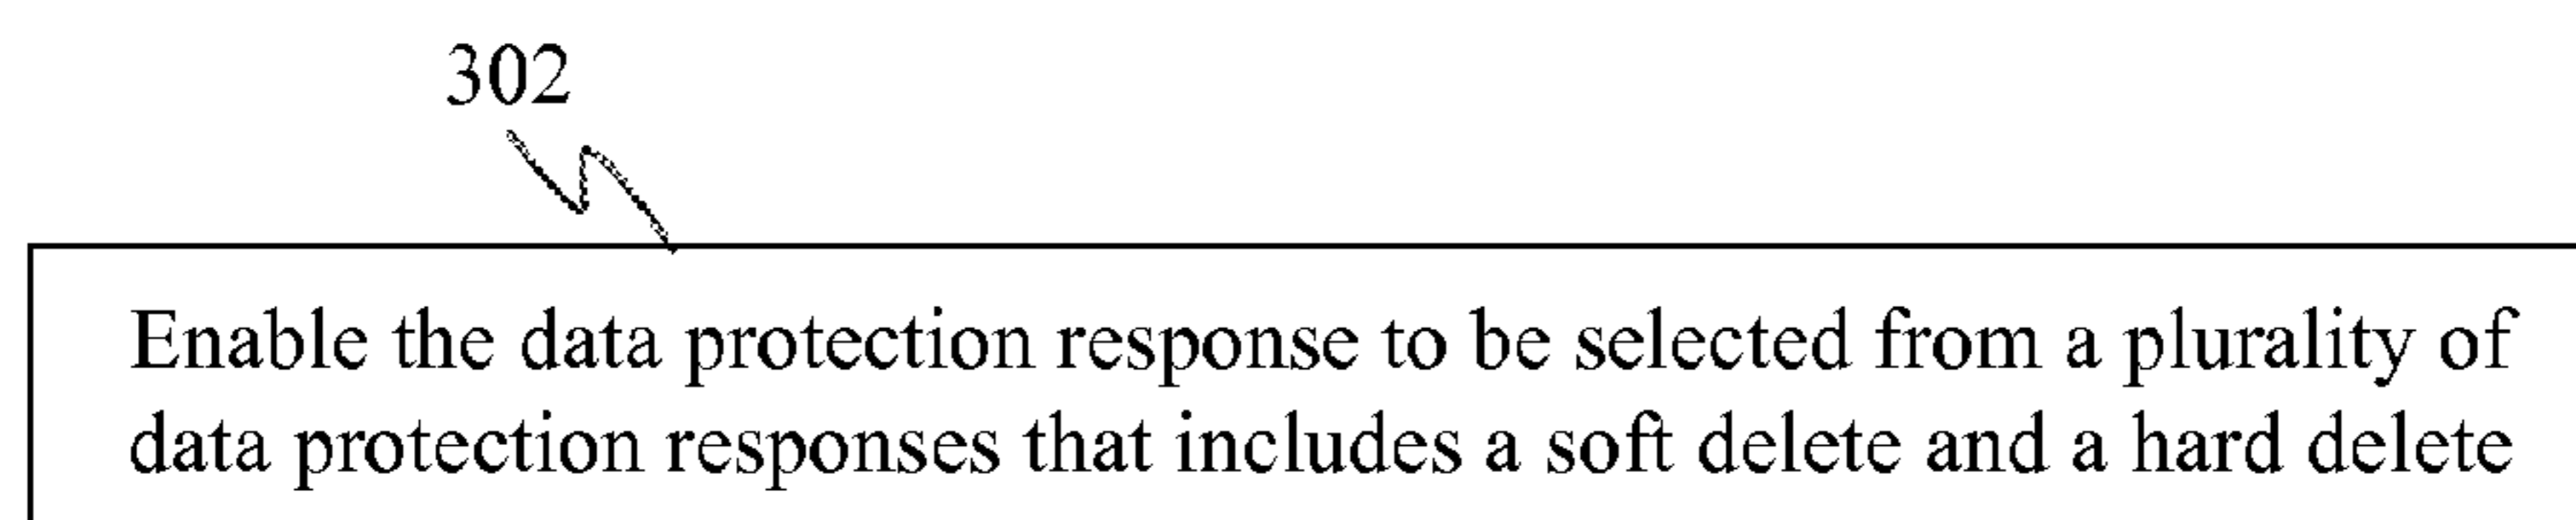 302
Enable the data protection response to be selected from a plurality of
data protection responses that includes a soft delete and a hard delete